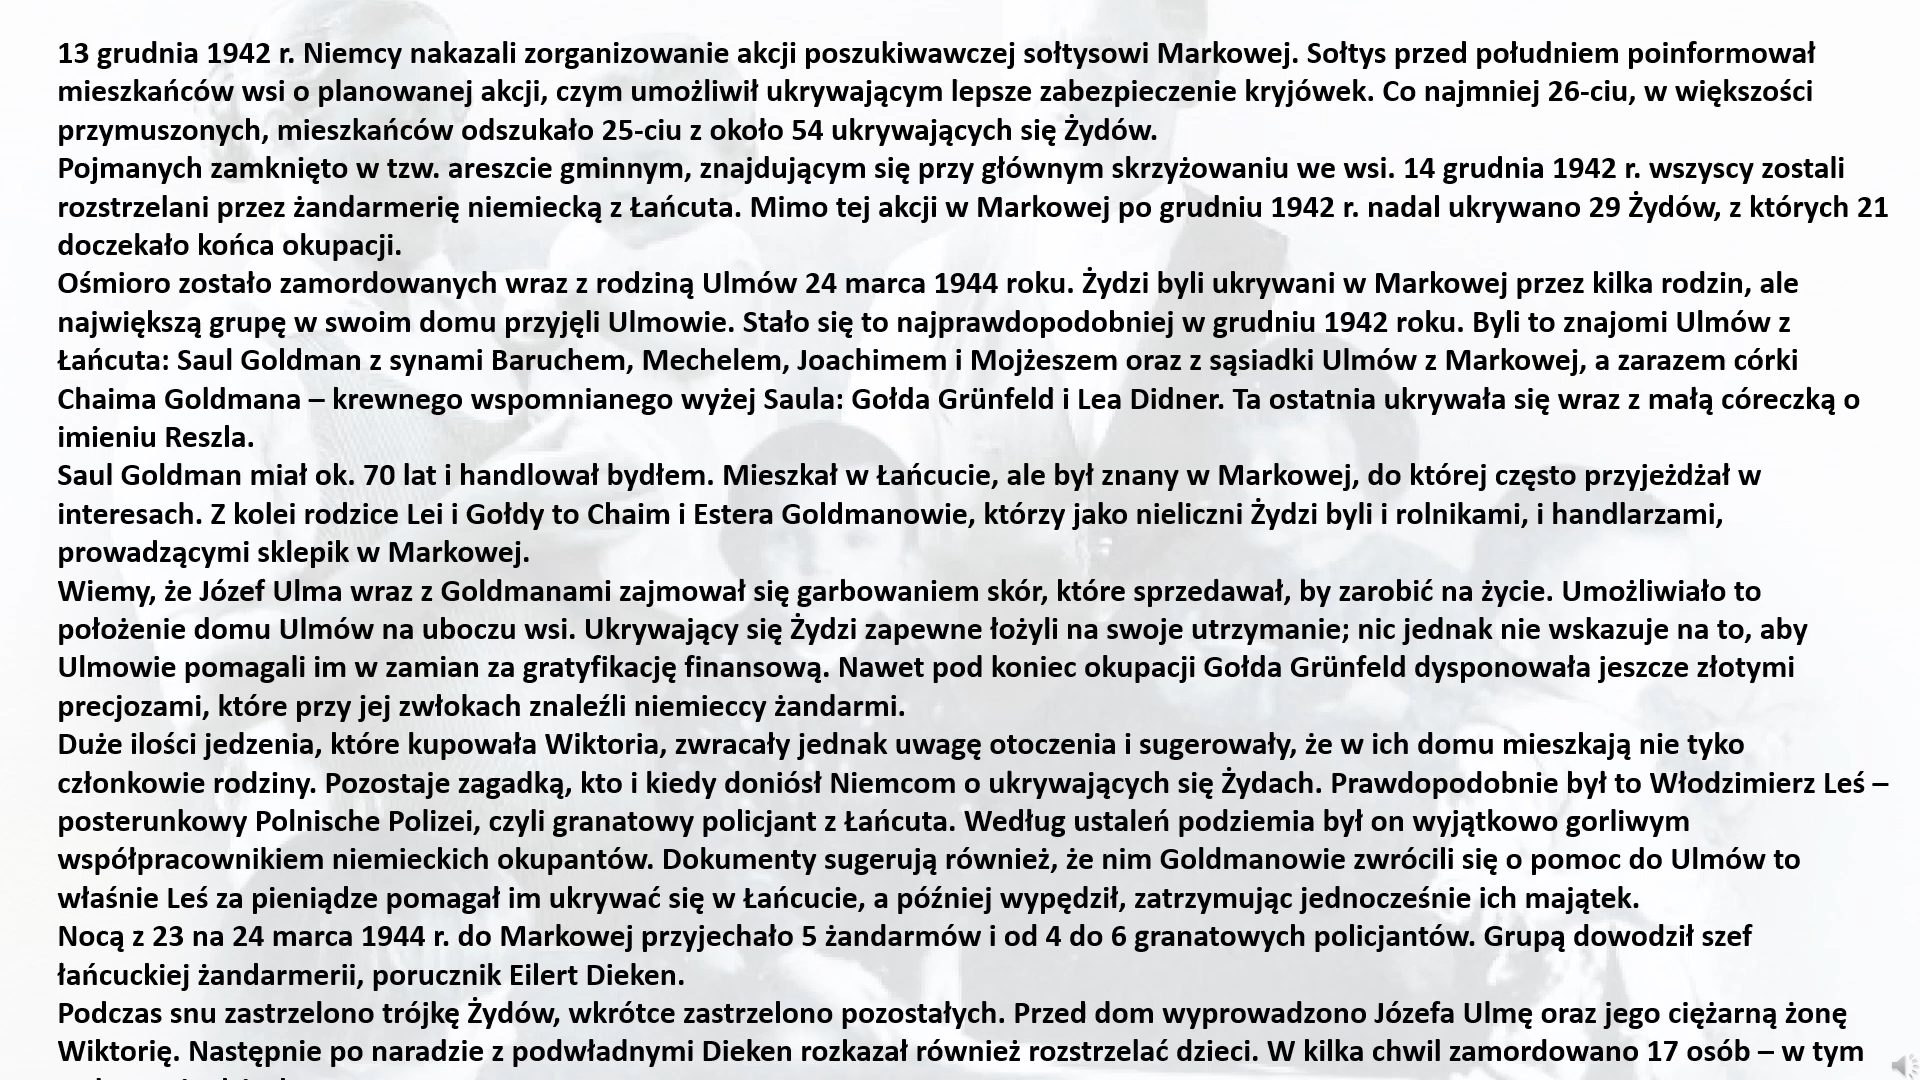 13 grudnia 1942 r. Niemcy nakazali zorganizowanie akcji poszukiwawczej sołtysowi Markowej. Sołtys przed południem poinformował
mieszkańców wsi o planowanej akcji, czym umożliwił ukrywającym lepsze zabezpieczenie kryjówek. Co najmniej 26-ciu, w większości
przymuszonych, mieszkańców odszukało 25-ciu z około 54 ukrywających się Żydów.
Pojmanych zamknięto w tzw. areszcie gminnym, znajdującym się przy głównym skrzyżowaniu we wsi. 14 grudnia 1942 r. wszyscy zostali
rozstrzelani przez żandarmerię niemiecką z Łańcuta. Mimo tej akcji w Markowej po grudniu 1942 r. nadal ukrywano 29 Żydów, z których 21
doczekało końca okupacji.
Ośmioro zostało zamordowanych wraz z rodziną Ulmów 24 marca 1944 roku. Żydzi byli ukrywani w Markowej przez kilka rodzin, ale
największą grupę w swoim domu przyjęli Ulmowie. Stało się to najprawdopodobniej w grudniu 1942 roku. Byli to znajomi Ulmów z
Łańcuta: Saul Goldman z synami Baruchem, Mechelem, Joachimem i Mojżeszem oraz z sąsiadki Ulmów z Markowej, a zarazem córki
Chaima Goldmana – krewnego wspomnianego wyżej Saula: Gołda Grünfeld i Lea Didner. Ta ostatnia ukrywała się wraz z małą córeczką o
imieniu Reszla.
Saul Goldman miał ok. 70 lat i handlował bydłem. Mieszkał w Łańcucie, ale był znany w Markowej, do której często przyjeżdżał w
interesach. Z kolei rodzice Lei i Gołdy to Chaim i Estera Goldmanowie, którzy jako nieliczni Żydzi byli i rolnikami, i handlarzami,
prowadzącymi sklepik w Markowej.
Wiemy, że Józef Ulma wraz z Goldmanami zajmował się garbowaniem skór, które sprzedawał, by zarobić na życie. Umożliwiało to
położenie domu Ulmów na uboczu wsi. Ukrywający się Żydzi zapewne łożyli na swoje utrzymanie; nic jednak nie wskazuje na to, aby
Ulmowie pomagali im w zamian za gratyfikację finansową. Nawet pod koniec okupacji Gołda Grünfeld dysponowała jeszcze złotymi
precjozami, które przy jej zwłokach znaleźli niemieccy żandarmi.
Duże ilości jedzenia, które kupowała Wiktoria, zwracały jednak uwagę otoczenia i sugerowały, że w ich domu mieszkają nie tyko
członkowie rodziny. Pozostaje zagadką, kto i kiedy doniósł Niemcom o ukrywających się Żydach. Prawdopodobnie był to Włodzimierz Leś –
posterunkowy Polnische Polizei, czyli granatowy policjant z Łańcuta. Według ustaleń podziemia był on wyjątkowo gorliwym
współpracownikiem niemieckich okupantów. Dokumenty sugerują również, że nim Goldmanowie zwrócili się o pomoc do Ulmów to
właśnie Leś za pieniądze pomagał im ukrywać się w Łańcucie, a później wypędził, zatrzymując jednocześnie ich majątek.
Nocą z 23 na 24 marca 1944 r. do Markowej przyjechało 5 żandarmów i od 4 do 6 granatowych policjantów. Grupą dowodził szef
łańcuckiej żandarmerii, porucznik Eilert Dieken.
Podczas snu zastrzelono trójkę Żydów, wkrótce zastrzelono pozostałych. Przed dom wyprowadzono Józefa Ulmę oraz jego ciężarną żonę
Wiktorię. Następnie po naradzie z podwładnymi Dieken rozkazał również rozstrzelać dzieci. W kilka chwil zamordowano 17 osób – w tym